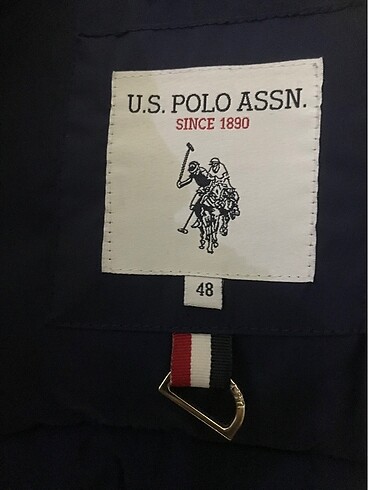 U.S. POLO ASSN.
SINCE 1890
48